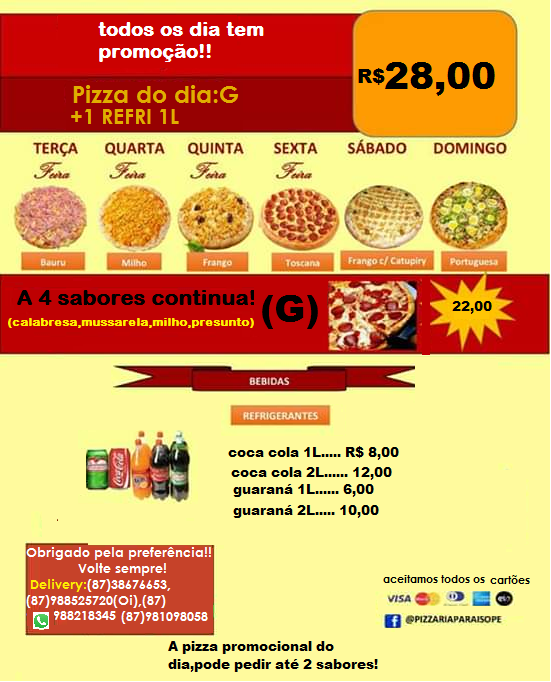 todos os dia tem
promoção!!
R$28,00
Pizza do dia:G
+1 REFRI 1L
TERÇA QUARTA QUINTA SEXTA SÁBADO DOMINGO
Feira Feira Feira Feira
Bauru Milho Frango Toscana Frango c/ Catupiry Portuguesa
A 4 sabores continua!
(calabresa,mussarela,milho,presunto)
(G)
22,00
BEBIDAS
REFRIGERANTES
coca cola 1L..... R$ 8,00
coca cola 2L...... 12,00
guaraná 1L...... 6,00
guaraná 2L..... 10,00
Obrigado pela preferência!!
Volte sempre!
Delivery:(87)38676653,
(87)988525720(Oi),(87)
988218345 (87)981098058
aceitamos todos os cartões
VISA
@PIZZARIAPARAISOPE
A pizza promocional do
dia,pode pedir até 2 sabores!